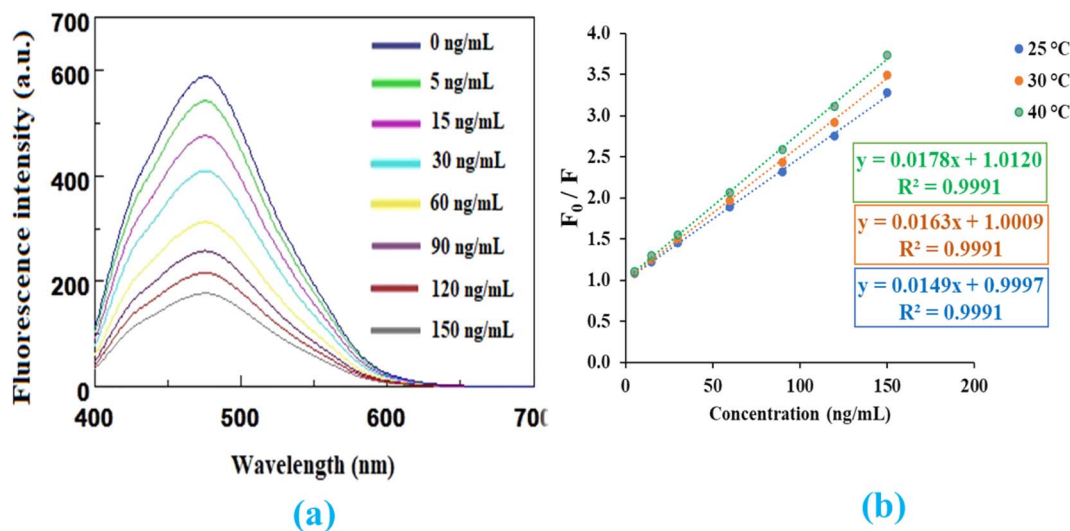 700
600
400
200
0
400
500
600
700
Fluorescence intensity (a.u.)
Wavelength (nm)
0 ng/mL
5 ng/mL
15 ng/mL
30 ng/mL
60 ng/mL
90 ng/mL
120 ng/mL
150 ng/mL
(a)
4.0
3.5
3.0
2.5
2.0
1.5
1.0
0.5
0.0
0
50
100
150
200
F₀ / F
Concentration (ng/mL)
25 °C
30 °C
40 °C
y = 0.0178x + 1.0120
R² = 0.9991
y = 0.0163x + 1.0009
R² = 0.9991
y = 0.0149x + 0.9997
R² = 0.9991
(b)